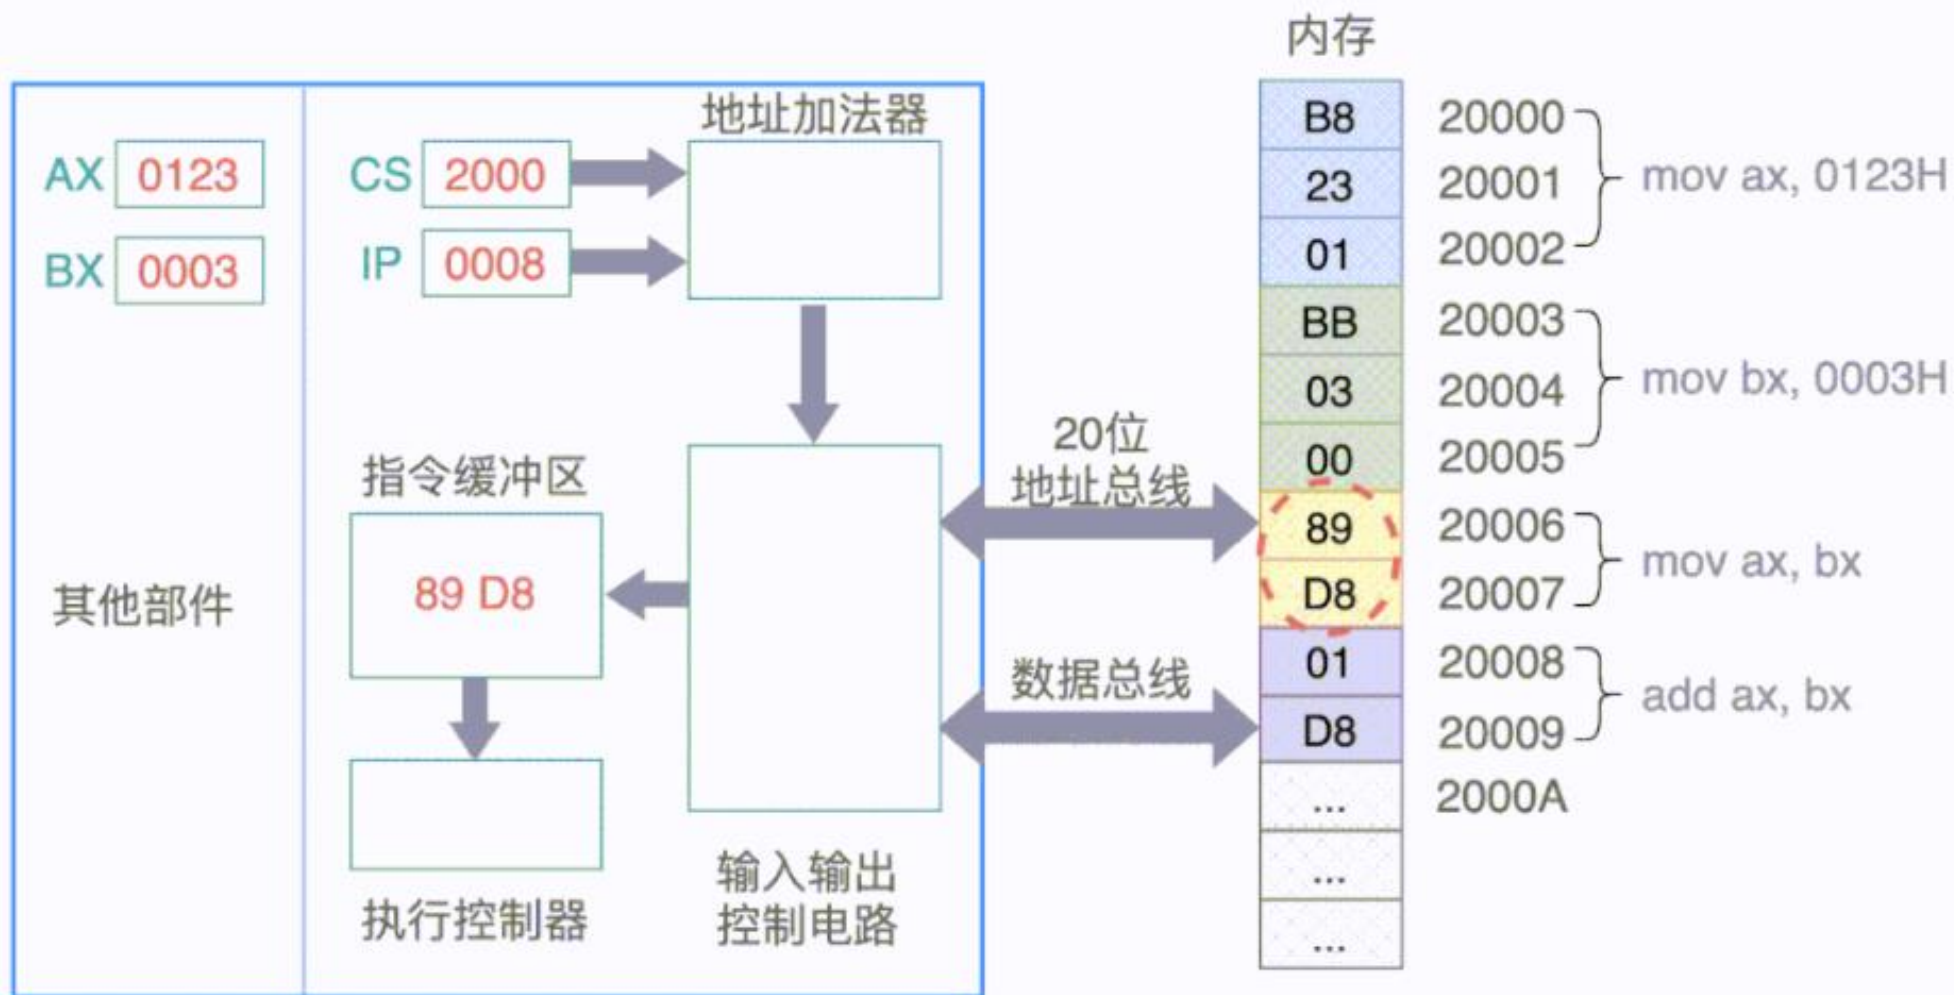 内存
地址加法器
AX 0123
BX 0003
CS 2000
IP 0008
指令缓冲区
89 D8
其他部件
执行控制器
输入输出
控制电路
20位
地址总线
数据总线
B8 20000
23 20001 mov ax, 0123H
01 20002
BB 20003
03 20004 mov bx, 0003H
00 20005
89 20006
mov ax, bx
D8 20007
01 20008
add ax, bx
D8 20009
... 2000A
...
...